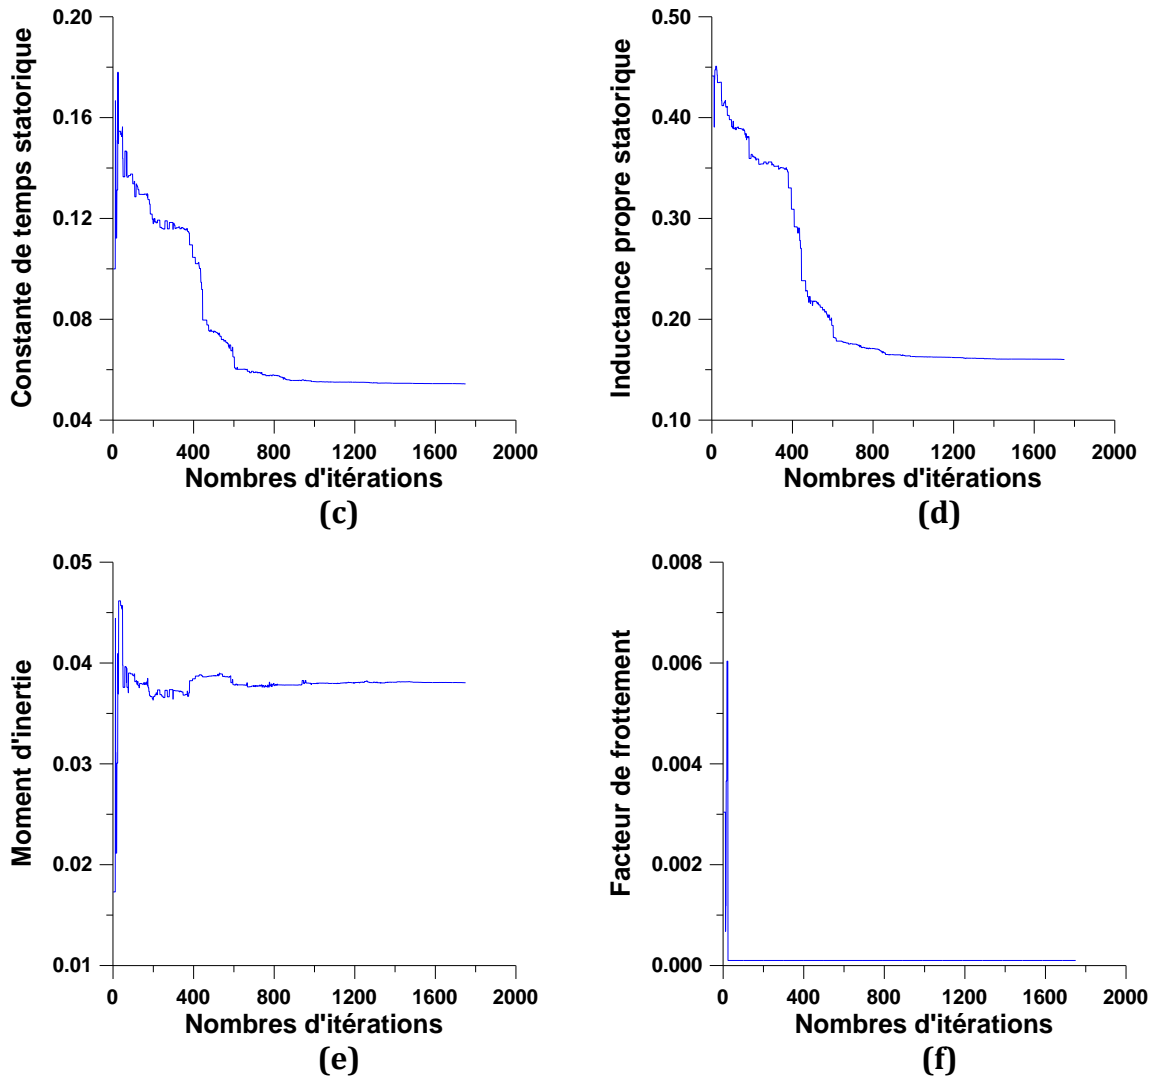 0.20
0.16
0.12
0.08
0.04
Constante de temps statorique
0 400 800 1200 1600 2000
Nombres d'itérations
(c)
0.50
0.40
0.30
0.20
0.10
Inductance propre statorique
0 400 800 1200 1600 2000
Nombres d'itérations
(d)
0.05
0.04
0.03
0.02
0.01
Moment d'inertie
0 400 800 1200 1600 2000
Nombres d'itérations
(e)
0.008
0.006
0.004
0.002
0.000
Facteur de frottement
0 400 800 1200 1600 2000
Nombres d'itérations
(f)